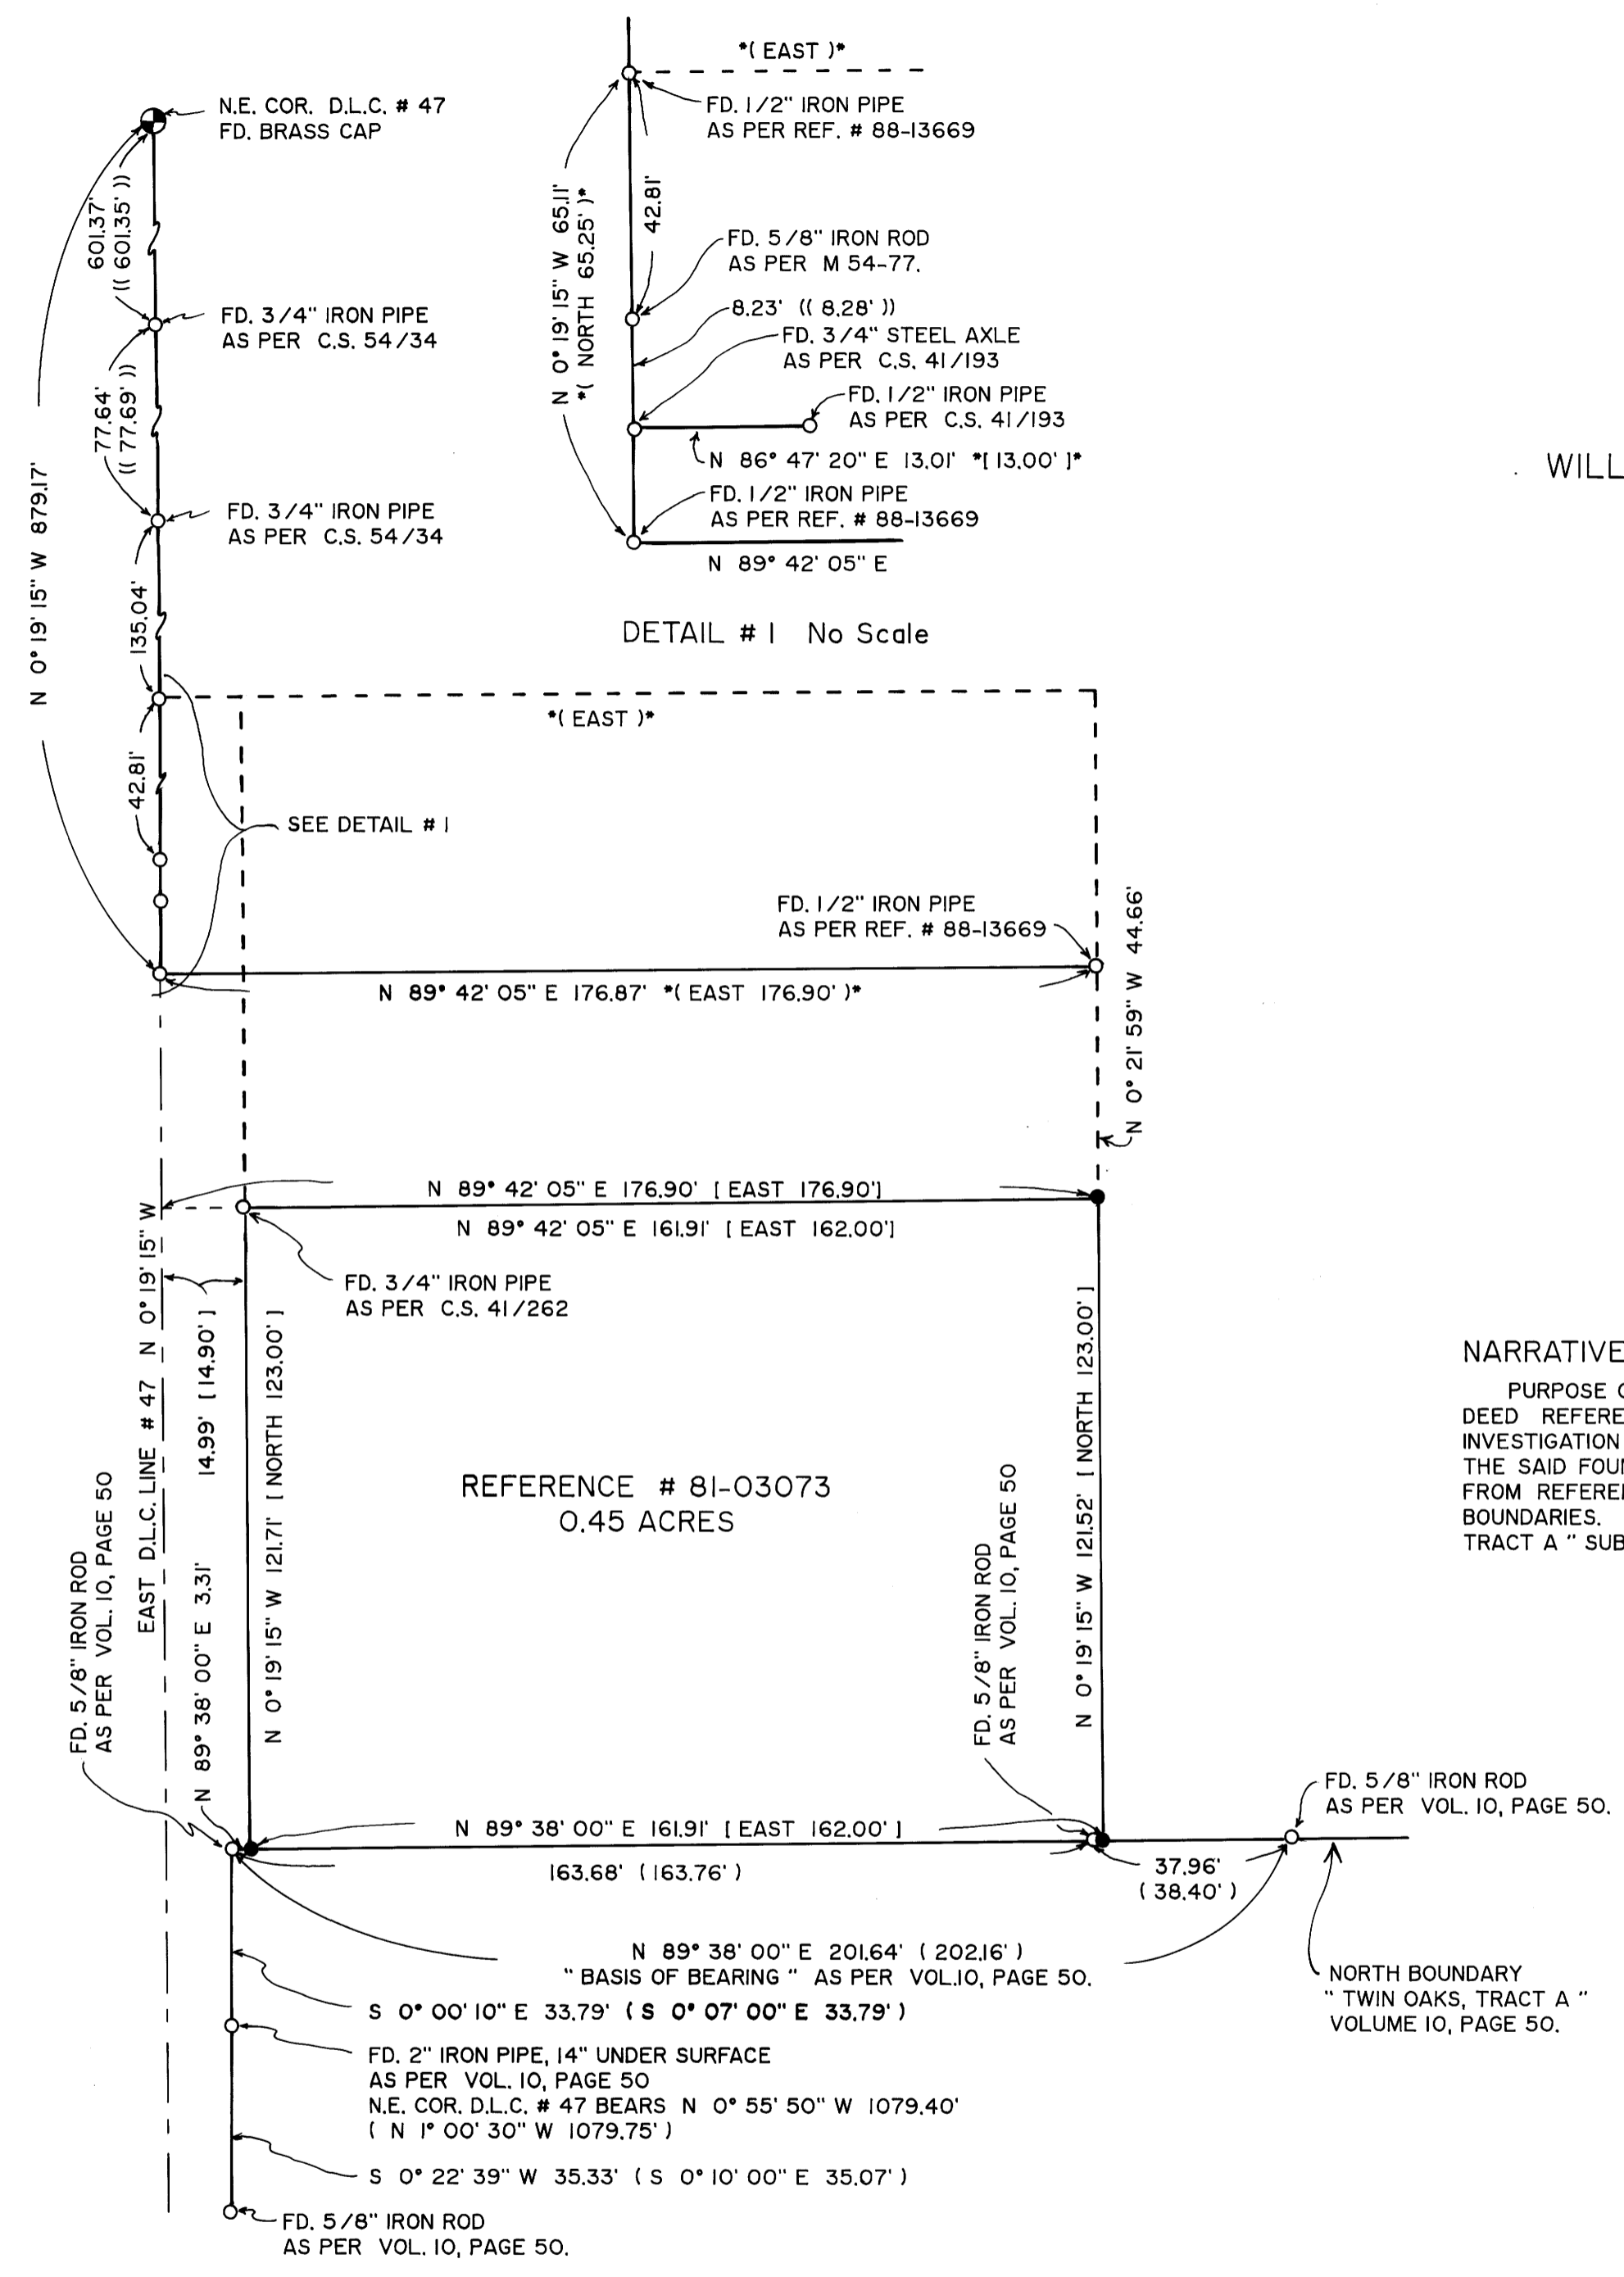 *( EAST )*
N.E. COR. D.L.C. # 47
FD. BRASS CAP
FD. 1/2" IRON PIPE
AS PER REF. # 88-13669
601.37'
(( 601.35' ))
N 0° 19' 15" W 65.11'
*( NORTH 65.25' )*
42.81'
FD. 5/8" IRON ROD
AS PER M 54-77.
8.23' (( 8.28' ))
FD. 3/4" STEEL AXLE
AS PER C.S. 41/193
FD. 3/4" IRON PIPE
AS PER C.S. 54/34
77.64'
(( 77.69' ))
FD. 1/2" IRON PIPE
AS PER C.S. 41/193
N 86° 47' 20" E 13.01' *[ 13.00' ]*
WILL
N 0° 19' 15" W 879.17'
FD. 3/4" IRON PIPE
AS PER C.S. 54/34
FD. 1/2" IRON PIPE
AS PER REF. # 88-13669
N 89° 42' 05" E
135.04'
DETAIL # 1 No Scale
*( EAST )*
42.81'
SEE DETAIL # 1
FD. 1/2" IRON PIPE
AS PER REF. # 88-13669
N 89° 42' 05" E 176.87' *( EAST 176.90' )*
N 0° 21' 59" W 44.66'
N 89° 42' 05" E 176.90' [ EAST 176.90']
N 89° 42' 05" E 161.91' [ EAST 162.00']
FD. 3/4" IRON PIPE
AS PER C.S. 41/262
EAST D.L.C. LINE # 47 N 0° 19' 15" W
14.99' [ 14.90' ]
N 0° 19' 15" W 121.71' [ NORTH 123.00' ]
N 0° 19' 15" W 121.52' [ NORTH 123.00' ]
NARRATIVE
PURPOSE
DEED REFERE
INVESTIGATION
THE SAID FOU
FROM REFERE
BOUNDARIES.
TRACT A " SUB
REFERENCE # 81-03073
0.45 ACRES
FD. 5/8" IRON ROD
AS PER VOL. 10, PAGE 50
N 89° 38' 00" E 3.31'
FD. 5/8" IRON ROD
AS PER VOL. 10, PAGE 50
FD. 5/8" IRON ROD
AS PER VOL. 10, PAGE 50.
N 89° 38' 00" E 161.91' [ EAST 162.00' ]
163.68' ( 163.76' )
37.96'
( 38.40' )
N 89° 38' 00" E 201.64' ( 202.16' )
" BASIS OF BEARING " AS PER VOL.10, PAGE 50.
NORTH BOUNDARY
" TWIN OAKS, TRACT A "
VOLUME 10, PAGE 50.
S 0° 00' 10" E 33.79' ( S 0° 07' 00" E 33.79' )
FD. 2" IRON PIPE, 14" UNDER SURFACE
AS PER VOL. 10, PAGE 50
N.E. COR. D.L.C. # 47 BEARS N 0° 55' 50" W 1079.40'
( N 1° 00' 30" W 1079.75' )
S 0° 22' 39" W 35.33' ( S 0° 10' 00" E 35.07' )
FD. 5/8" IRON ROD
AS PER VOL. 10, PAGE 50.